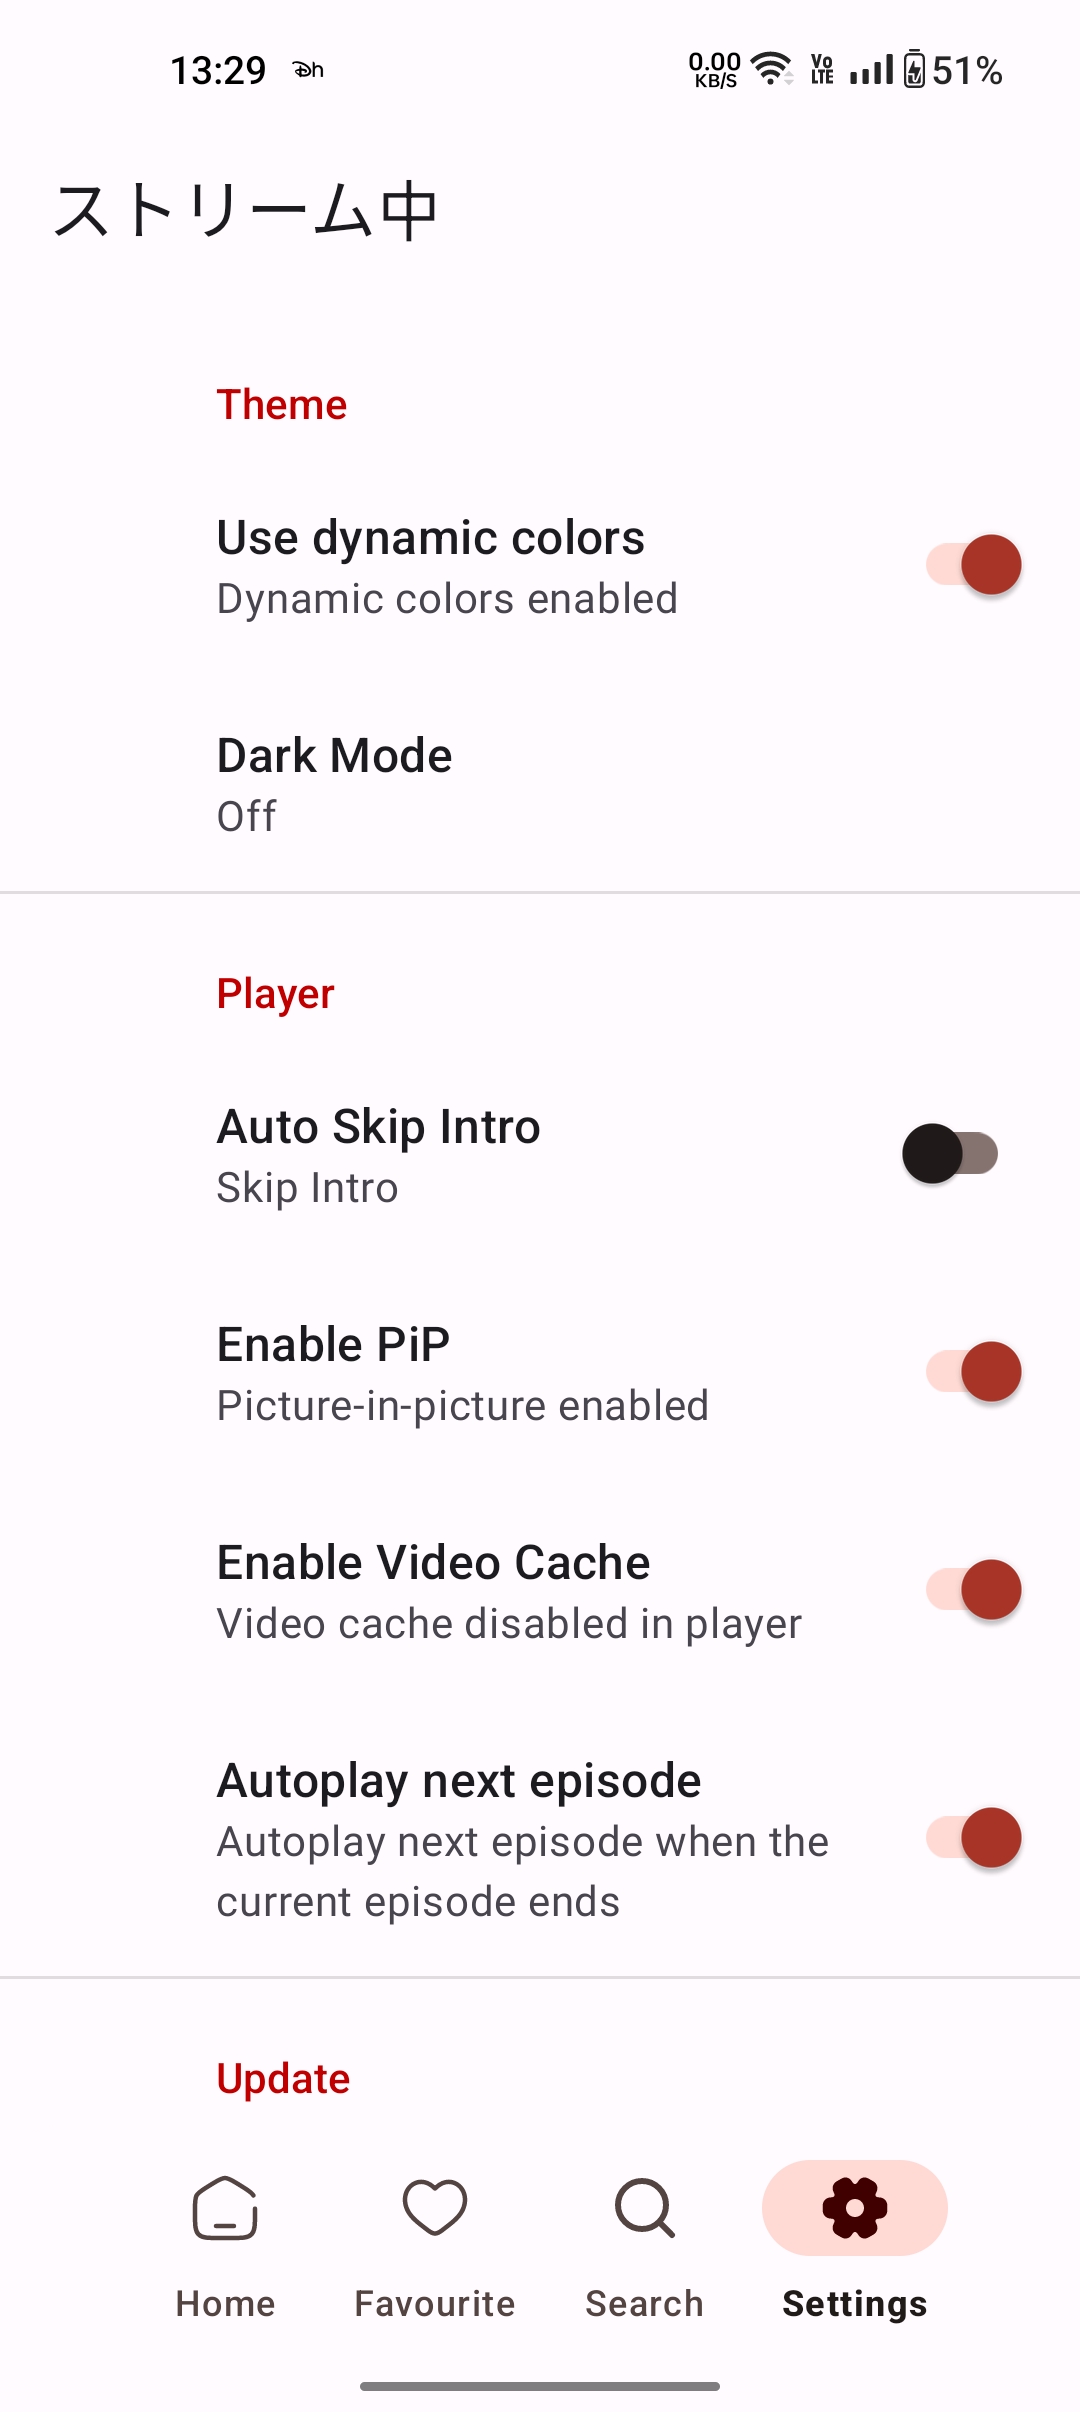 13:29
0.00
KB/S
Vo
LTE
51%
ストリーム中
Theme
Use dynamic colors
Dynamic colors enabled
Dark Mode
Off
Player
Auto Skip Intro
Skip Intro
Enable PiP
Picture-in-picture enabled
Enable Video Cache
Video cache disabled in player
Autoplay next episode
Autoplay next episode when the
current episode ends
Update
Home
Favourite
Search
Settings